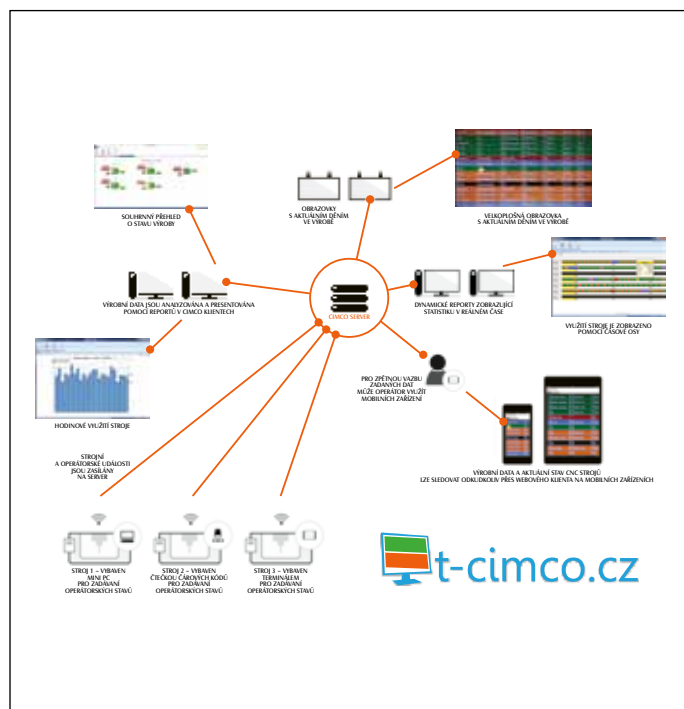 SOUHRNNÝ PŘEHLED
O STAVU VÝROBY
OBRAZOVKY
S AKTUÁLNÍM DĚNÍM
VE VÝROBĚ
VELKOPLOŠNÁ OBRAZOVKA
S AKTUÁLNÍM DĚNÍM VE VÝROBĚ
VÝROBNÍ DATA JSOU ANALYZOVÁNA A PRESENTOVÁNA
POMOCÍ REPORTŮ V CIMCO KLIENTECH
CIMCO SERVER
DYNAMICKÉ REPORTY ZOBRAZUJÍCÍ
STATISTIKU V REÁLNÉM ČASE
VYUŽITÍ STROJE JE ZOBRAZENO
POMOCÍ ČASOVÉ OSY
HODINOVÉ VYUŽITÍ STROJE
PRO ZPĚTNOU VAZBU
ZADANÝCH DAT
MŮŽE OPERÁTOR VYUŽÍT
MOBILNÍCH ZAŘÍZENÍ
STROJNÍ
A OPERÁTORSKÉ UDÁLOSTI
JSOU ZASÍLÁNY
NA SERVER
VÝROBNÍ DATA A AKTUÁLNÍ STAV CNC STROJŮ
LZE SLEDOVAT ODKUDKOLIV PŘES WEBOVÉHO KLIENTA NA MOBILNÍCH ZAŘÍZENÍCH
STROJ 1 – VYBAVEN
MINI PC
PRO ZADÁVANÍ
OPERÁTORSKÝCH STAVŮ
STROJ 2 – VYBAVEN
ČTEČKOU ČÁROVÝCH KÓDŮ
PRO ZADÁVANÍ
OPERÁTORSKÝCH STAVŮ
STROJ 3 – VYBAVEN
TERMINÁLEM
PRO ZADÁVANÍ
OPERÁTORSKÝCH STAVŮ
t-cimco.cz